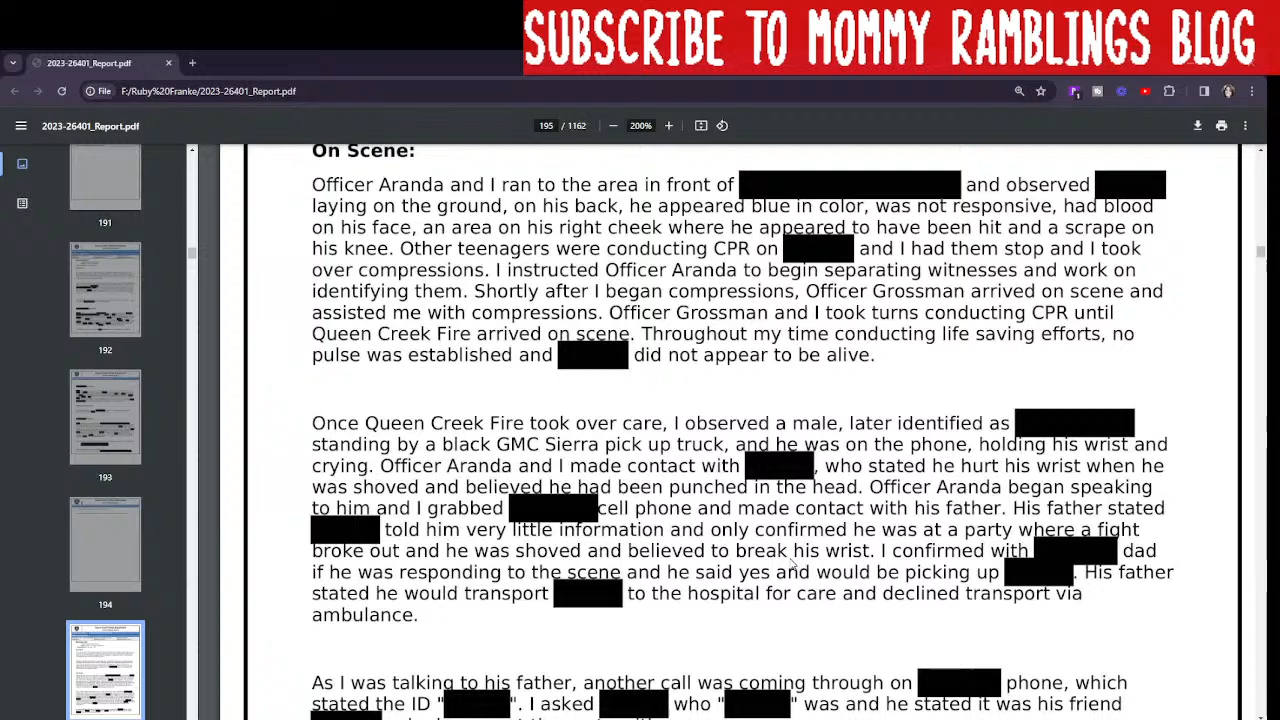 SUBSCRIBE TO MOMMY RAMBLINGS BLOG
2023-26401_Report.pdf
File F:/Ruby%20Franke/2023-26401_Report.pdf
2023-26401_Report.pdf 195 / 1162 200%
191
192
193
194
On Scene:
Officer Aranda and I ran to the area in front of and observed
laying on the ground, on his back, he appeared blue in color, was not responsive, had blood
on his face, an area on his right cheek where he appeared to have been hit and a scrape on
his knee. Other teenagers were conducting CPR on and I had them stop and I took
over compressions. I instructed Officer Aranda to begin separating witnesses and work on
identifying them. Shortly after I began compressions, Officer Grossman arrived on scene and
assisted me with compressions. Officer Grossman and I took turns conducting CPR until
Queen Creek Fire arrived on scene. Throughout my time conducting life saving efforts, no
pulse was established and did not appear to be alive.
Once Queen Creek Fire took over care, I observed a male, later identified as
standing by a black GMC Sierra pick up truck, and he was on the phone, holding his wrist and
crying. Officer Aranda and I made contact with , who stated he hurt his wrist when he
was shoved and believed he had been punched in the head. Officer Aranda began speaking
to him and I grabbed cell phone and made contact with his father. His father stated
told him very little information and only confirmed he was at a party where a fight
broke out and he was shoved and believed to break his wrist. I confirmed with dad
if he was responding to the scene and he said yes and would be picking up . His father
stated he would transport to the hospital for care and declined transport via
ambulance.
As I was talking to his father, another call was coming through on phone, which
stated the ID " ". I asked who " " was and he stated it was his friend